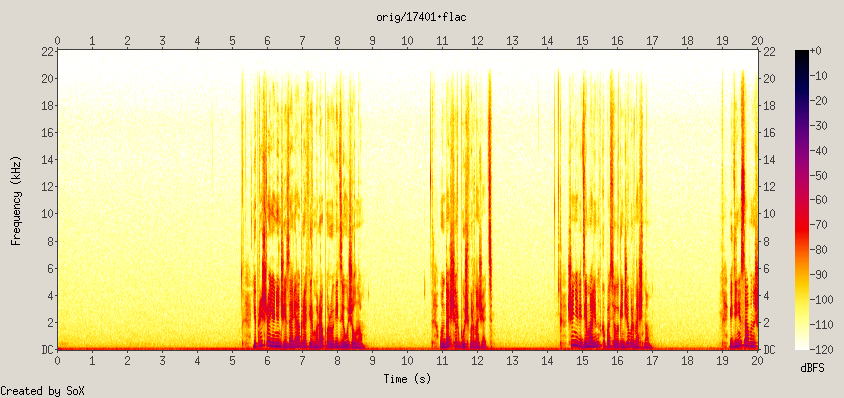 orig/17401•flac
0 1 2 3 4 5 6 7 8 9 10 11 12 13 14 15 16 17 18 19 20
22 22 +0
20 20 -10
18 18 -20
16 16 -30
14 14 -40
12 12 -50
10 10 -60
8 8 -70
6 6 -80
4 4 -90
2 2 -100
DC DC -110
-120
Frequency (kHz)
0 1 2 3 4 5 6 7 8 9 10 11 12 13 14 15 16 17 18 19 20
Time (s)
dBFS
Created by SoX